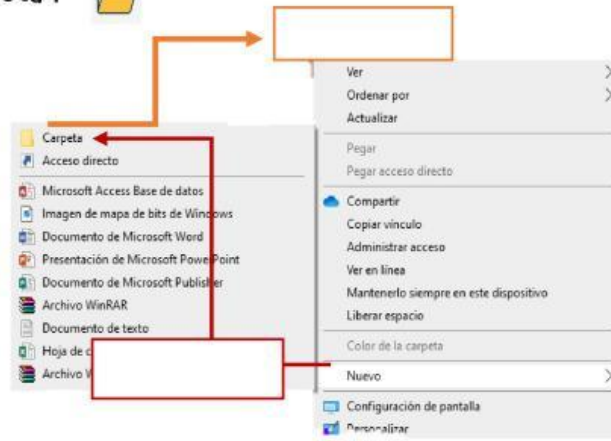 Ver
Ordenar por
Actualizar
Pegar
Pegar acceso directo
Compartir
Copiar vínculo
Administrar acceso
Ver en línea
Mantenerlo siempre en este dispositivo
Liberar espacio
Color de la carpeta
Nuevo
Configuración de pantalla
Personalizar
Carpeta
Acceso directo
Microsoft Access Base de datos
Imagen de mapa de bits de Windows
Documento de Microsoft Word
Presentación de Microsoft PowerPoint
Documento de Microsoft Publisher
Archivo WinRAR
Documento de texto
Hoja de
Archivo